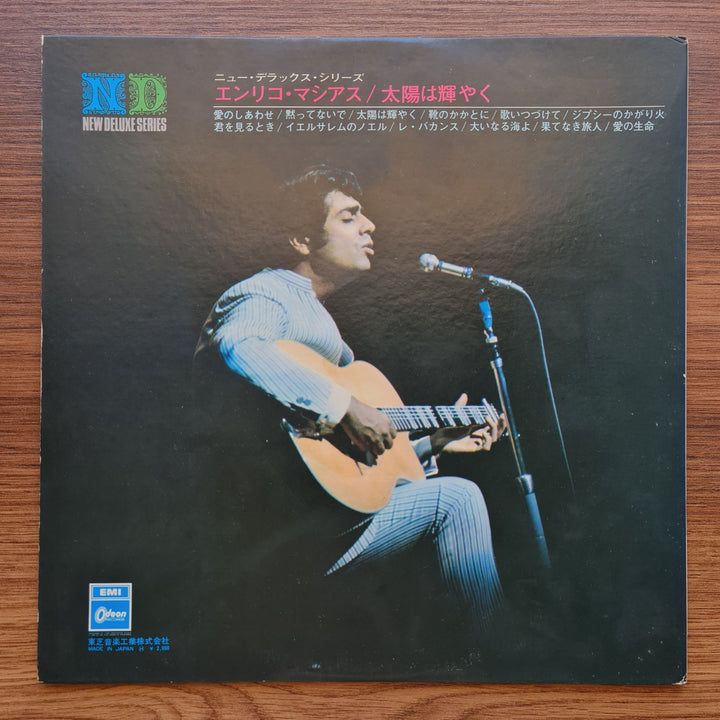 ND
NEW DELUXE SERIES
ニュー・デラックス・シリーズ
エンリコ・マシアス/太陽は輝やく
愛のしあわせ/黙ってないで/太陽は輝やく/靴のかかとに/歌いつづけて/ジプシーのかがり火
君を見るとき/イエルサレムのノエル/レ・バカンス/大いなる海よ/果てなき旅人/愛の生命
EMI
Odeon
東芝音楽工業株式会社
MADE IN JAPAN Ⓗ ¥2,000